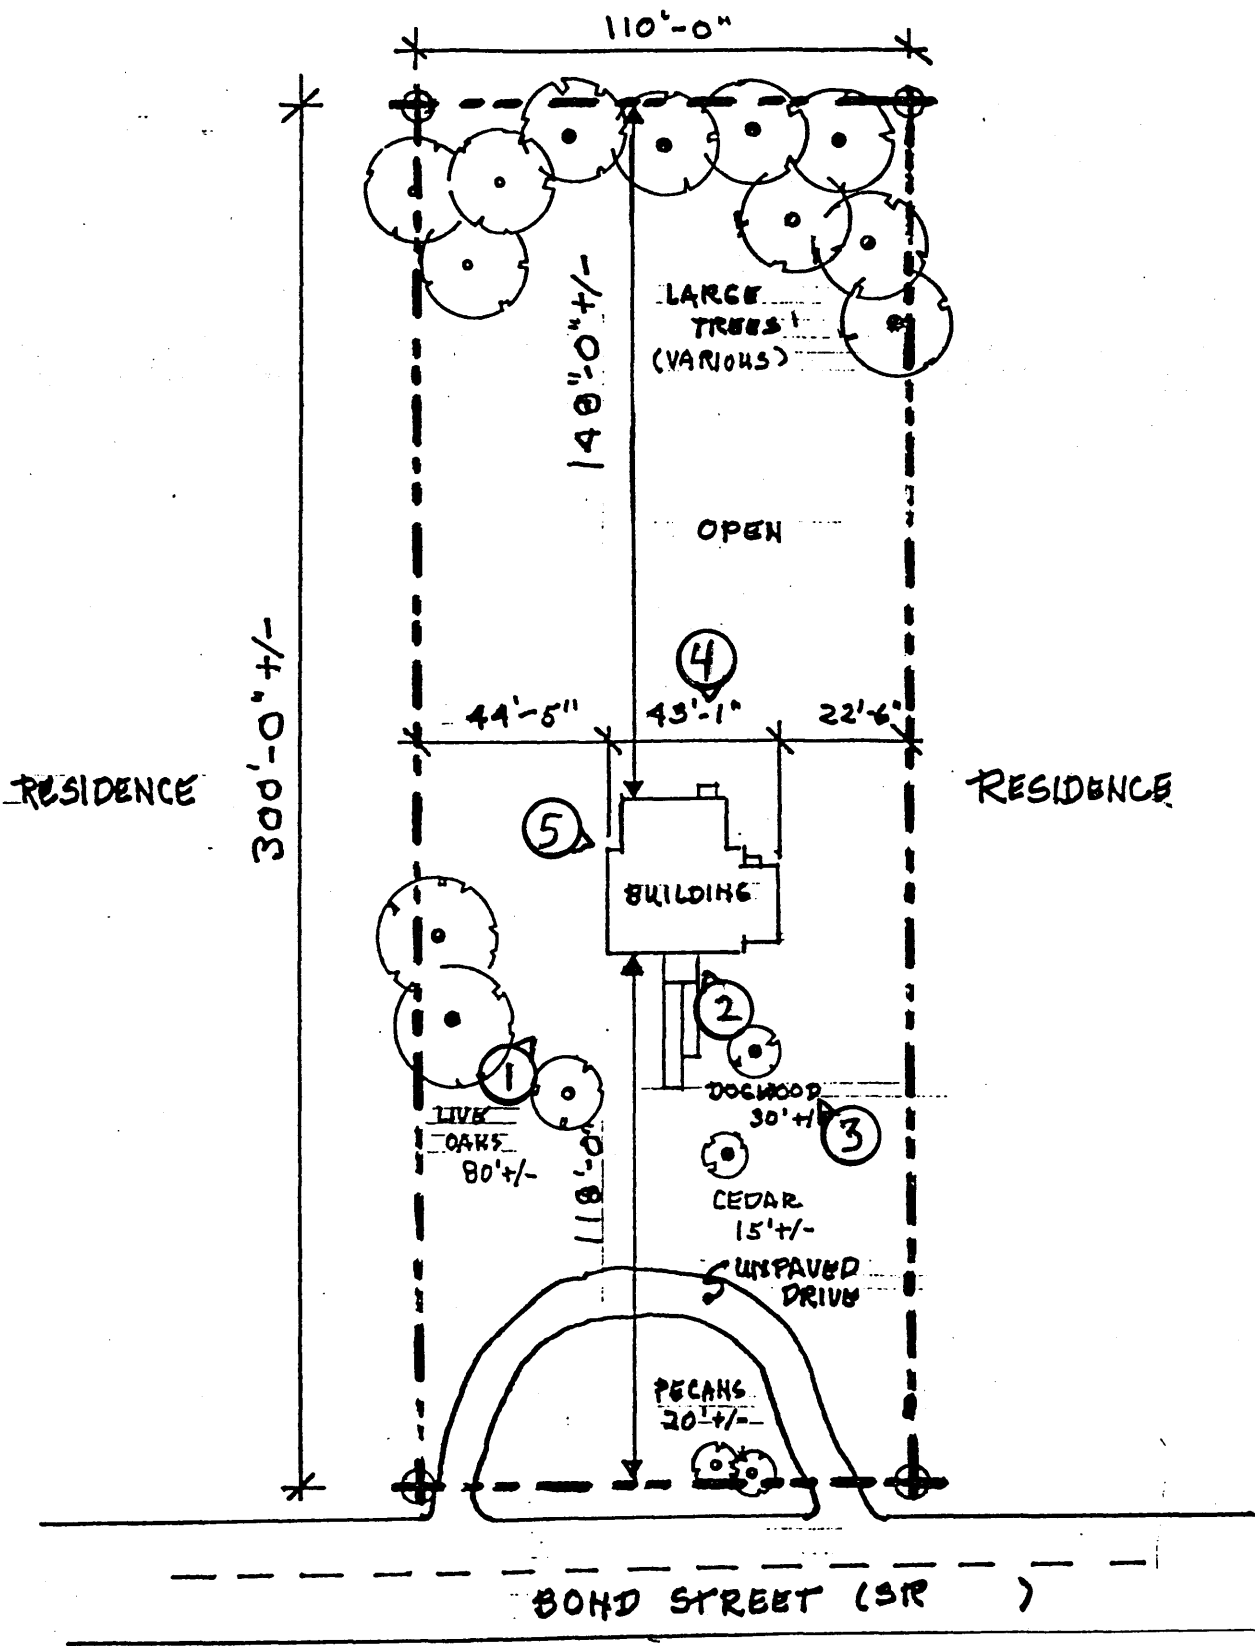 110'-0"
LARGE
TREES
(VARIOUS)
148'-0"+/-
OPEN
300'-0"+/-
4
44'-5"
43'-1"
22'-6"
RESIDENCE
RESIDENCE
5
BUILDING
2
1
LIVE
OAKS
80'+/-
DOGWOOD
30'+/-
3
118'-0"
CEDAR
15'+/-
UNPAVED
DRIVE
PECANS
20'+/-
BOND STREET (SR )